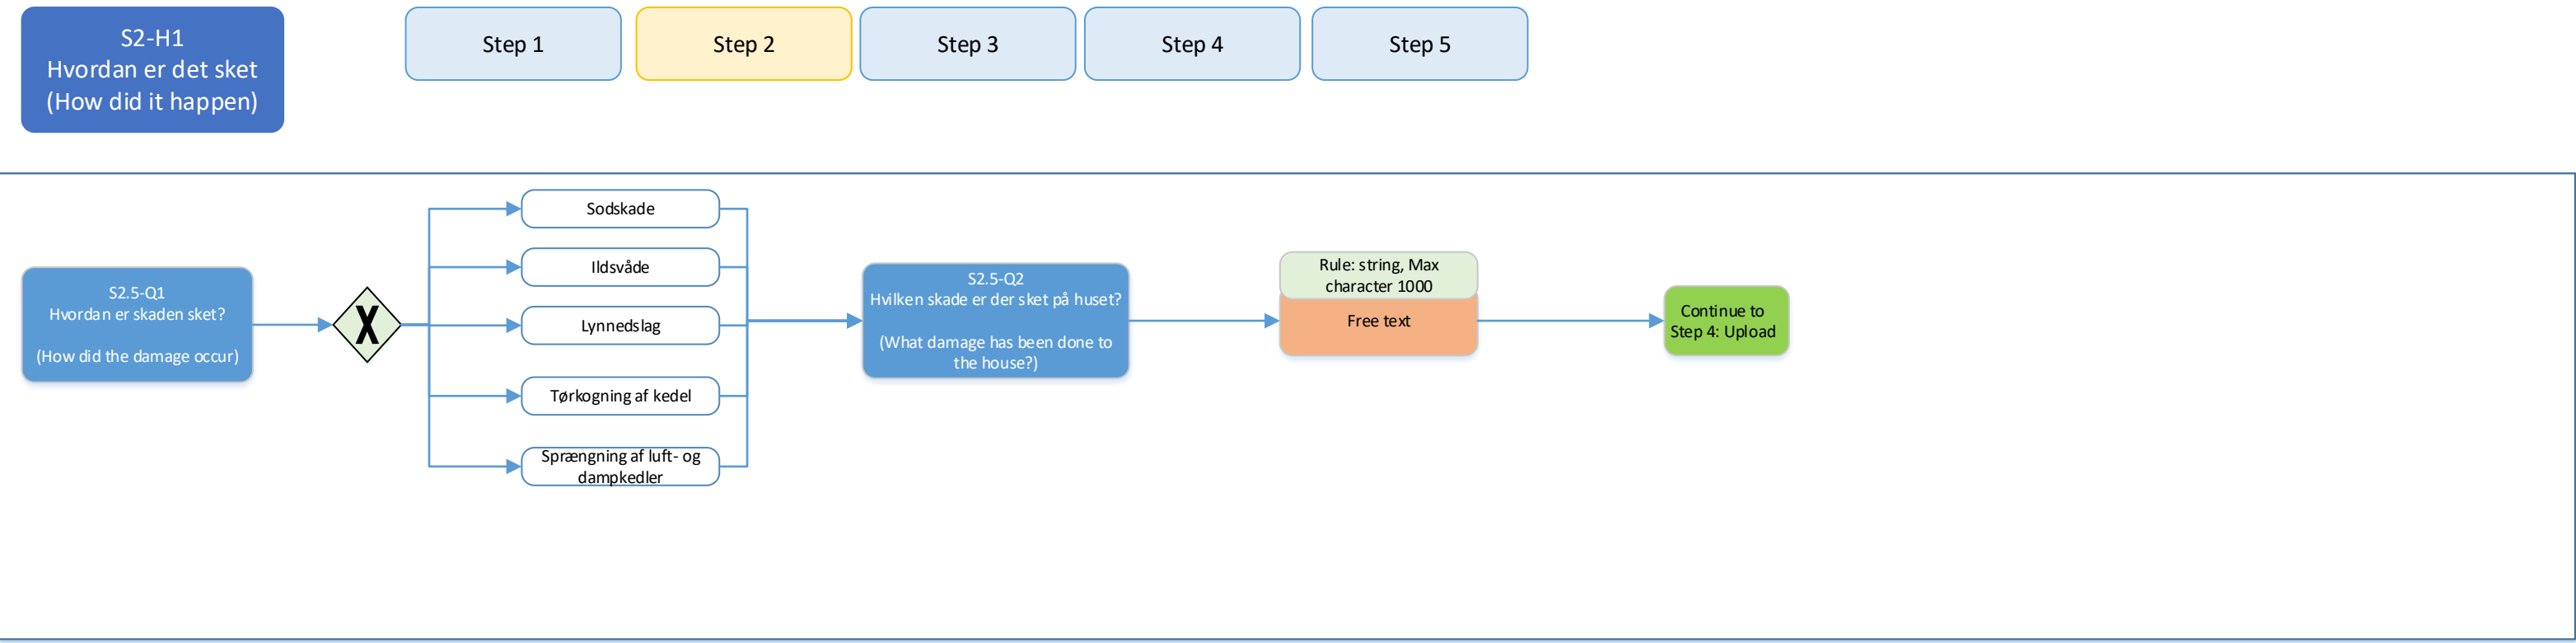 S2-H1
Hvordan er det sket
(How did it happen)
Step 1
Step 2
Step 3
Step 4
Step 5
S2.5-Q1
Hvordan er skaden sket?
(How did the damage occur)
X
Sodskade
Ildsvåde
Lynnedslag
Tørkogning af kedel
Sprængning af luft- og
dampkedler
S2.5-Q2
Hvilken skade er der sket på huset?
(What damage has been done to
the house?)
Rule: string, Max
character 1000
Free text
Continue to
Step 4: Upload